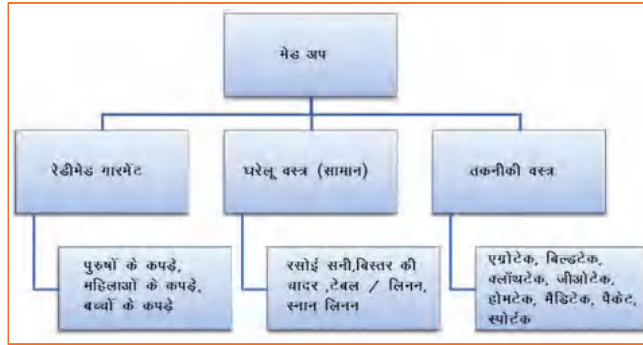 मेड अप
रेडीमेड गारमेंट
घरेलू वस्त्र (सामान)
तकनीकी वस्त्र
पुरुषों के कपड़े,
महिलाओं के कपड़े,
बच्चों के कपड़े
रसोई सनी,बिस्तर की
चादर ,टेबल / लिनन,
स्नान लिनन
एग्रोटेक, बिल्डटेक,
क्लॉथटेक, जीओटेक,
होमटेक, मैडिटेक, पैकेट,
स्पोर्टक